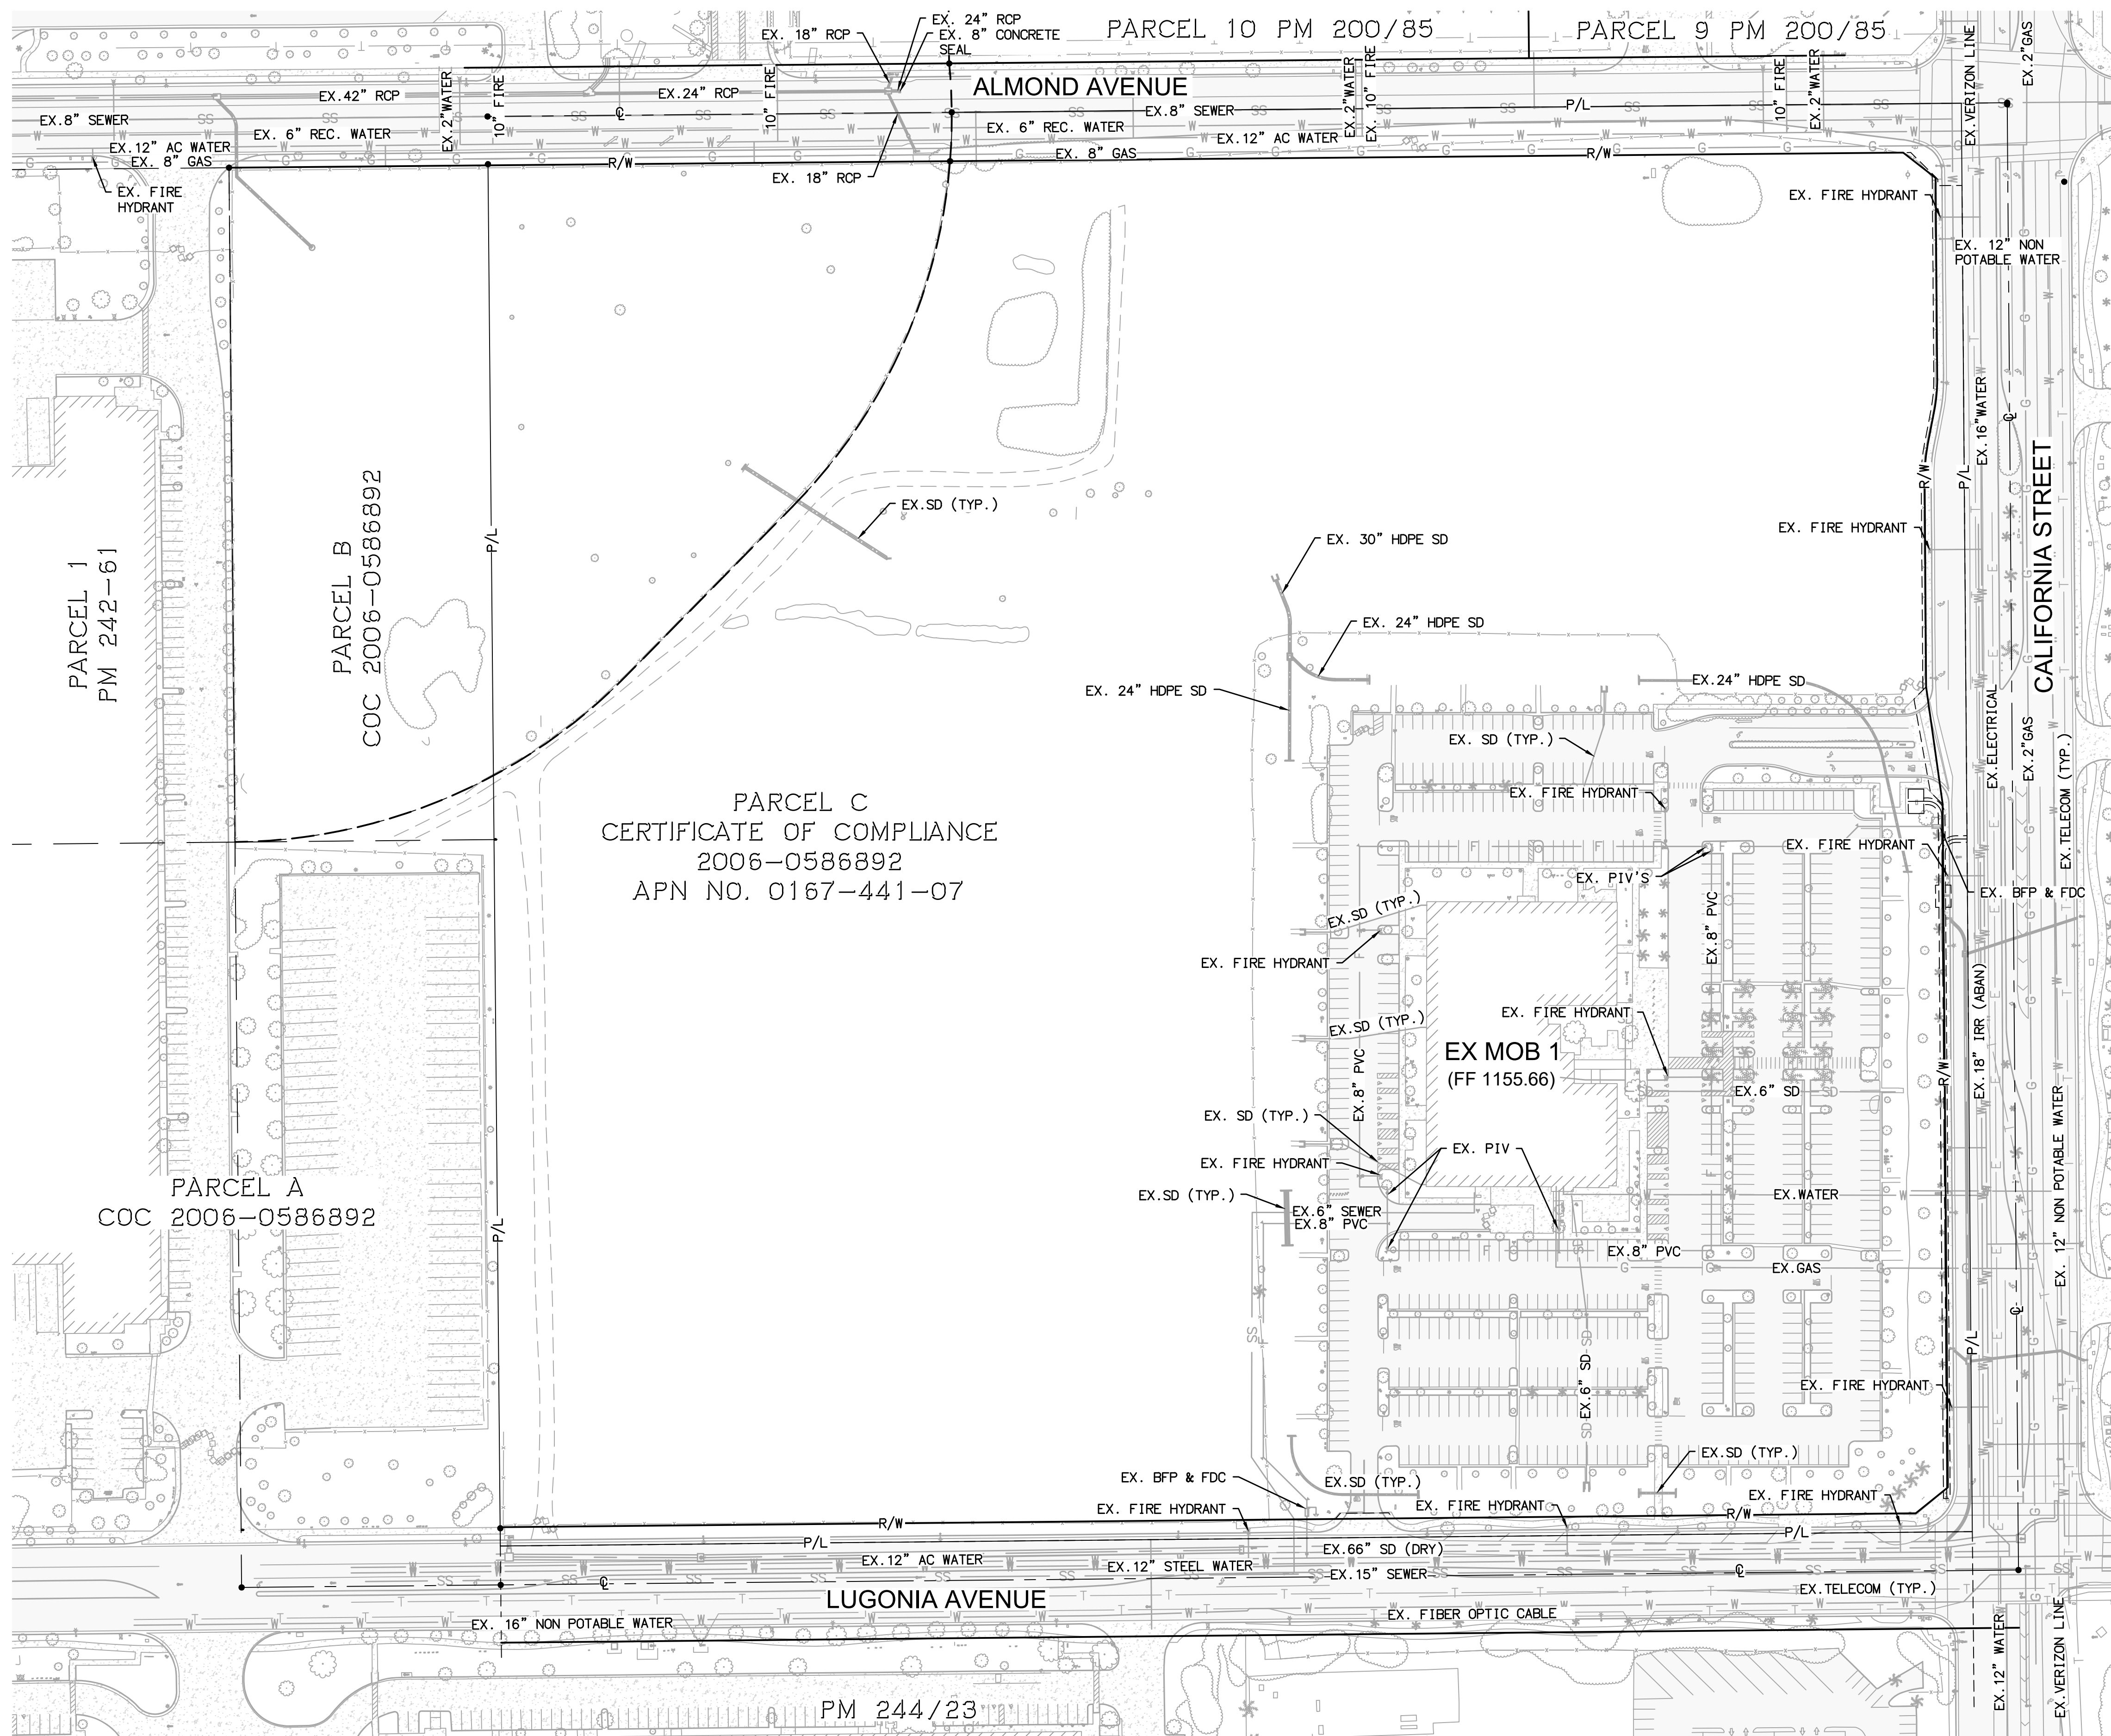 EX. 24" RCP
EX. 18" RCP
EX. 8" CONCRETE
SEAL
PARCEL 10 PM 200/85
PARCEL 9 PM 200/85
EX.VERIZON LINE
EX.2"GAS
EX.42" RCP
EX.2"WATER
10" FIRE
EX.24" RCP
10" FIRE
ALMOND AVENUE
EX.2"WATER
EX. 10" FIRE
P/L
10" FIRE
EX.2"WATER
EX.8" SEWER
EX.8" SEWER
EX. 6" REC. WATER
EX. 6" REC. WATER
EX.12" AC WATER
EX.12" AC WATER
EX. 8" GAS
R/W
EX. 8" GAS
R/W
EX. 18" RCP
EX. FIRE
HYDRANT
EX. FIRE HYDRANT
EX. 12" NON
POTABLE WATER
EX.16"WATER
R/W
P/L
CALIFORNIA STREET
PARCEL 1
PM 242-61
PARCEL B
COC 2006-0586892
P/L
EX.SD (TYP.)
EX. FIRE HYDRANT
EX. 30" HDPE SD
EX. 24" HDPE SD
EX. 24" HDPE SD
EX.24" HDPE SD
EX.ELECTRICAL
EX.2"GAS
EX.TELECOM (TYP.)
EX. SD (TYP.)
EX. FIRE HYDRANT
PARCEL C
CERTIFICATE OF COMPLIANCE
2006-0586892
APN NO. 0167-441-07
EX. FIRE HYDRANT
EX. PIV'S
EX. BFP & FDC
EX.SD (TYP.)
EX.8" PVC
EX. FIRE HYDRANT
EX. FIRE HYDRANT
EX.SD (TYP.)
EX.18" IRR (ABAN)
EX MOB 1
(FF 1155.66)
EX.8" PVC
EX.6" SD
R/W
EX. SD (TYP.)
EX. PIV
EX. FIRE HYDRANT
EX. 12" NON POTABLE WATER
PARCEL A
COC 2006-0586892
P/L
EX.SD (TYP.)
EX.WATER
EX.6" SEWER
EX.8" PVC
EX.8" PVC
EX.GAS
P/L
EX.6" SD
EX. FIRE HYDRANT
EX.SD (TYP.)
EX. BFP & FDC
EX.SD (TYP.)
EX. FIRE HYDRANT
EX. FIRE HYDRANT
EX. FIRE HYDRANT
R/W
R/W
P/L
P/L
EX.66" SD (DRY)
EX.12" AC WATER
EX.12" STEEL WATER
EX.15" SEWER
LUGONIA AVENUE
EX.TELECOM (TYP.)
EX. 16" NON POTABLE WATER
EX. FIBER OPTIC CABLE
EX.12" WATER
EX.VERIZON LINE
PM 244/23